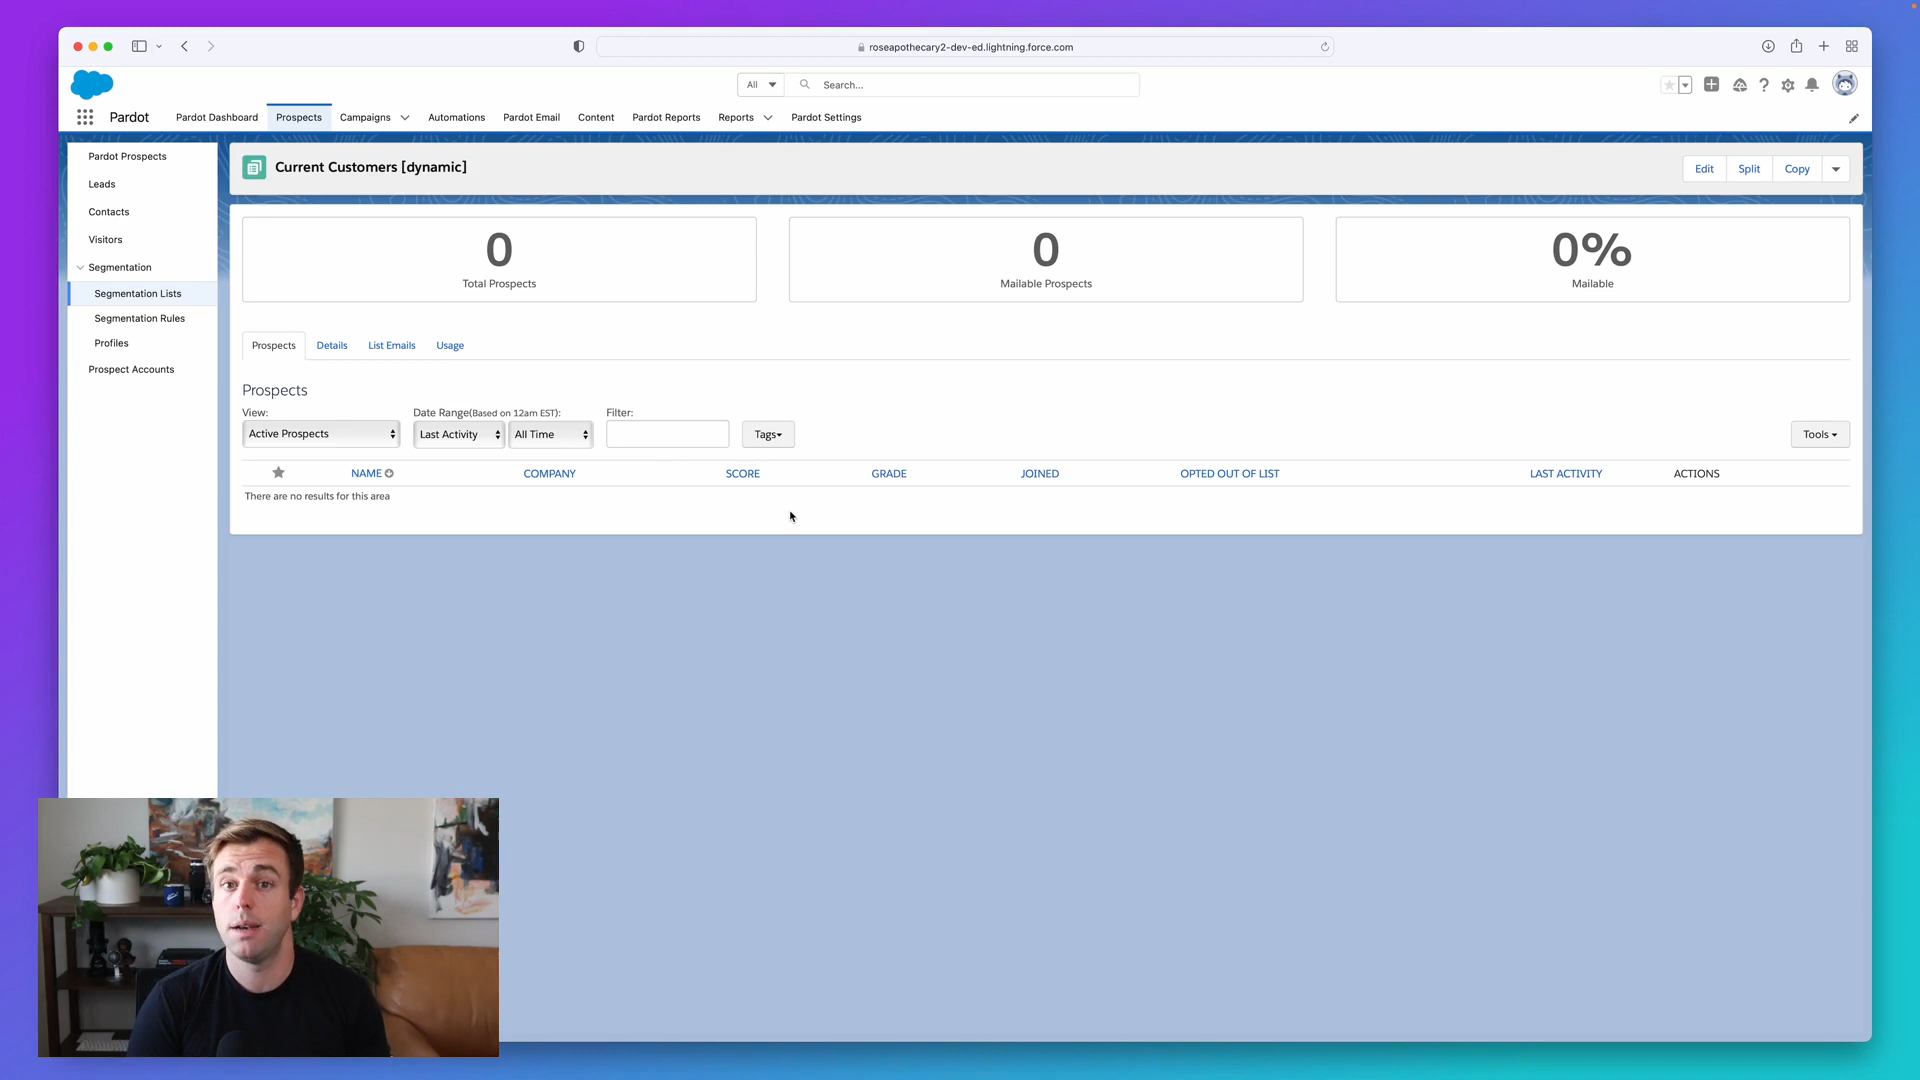 roseapothecary2-dev-ed.lightning.force.com
All
Search...
Pardot
Pardot Dashboard
Prospects
Campaigns
Automations
Pardot Email
Content
Pardot Reports
Reports
Pardot Settings
Pardot Prospects
Leads
Contacts
Visitors
Segmentation
Segmentation Lists
Segmentation Rules
Profiles
Prospect Accounts
Current Customers [dynamic]
Edit
Split
Copy
0
Total Prospects
0
Mailable Prospects
0%
Mailable
Prospects
Details
List Emails
Usage
Prospects
View:
Date Range(Based on 12am EST):
Filter:
Active Prospects
Last Activity
All Time
Tags
Tools
NAME
COMPANY
SCORE
GRADE
JOINED
OPTED OUT OF LIST
LAST ACTIVITY
ACTIONS
There are no results for this area